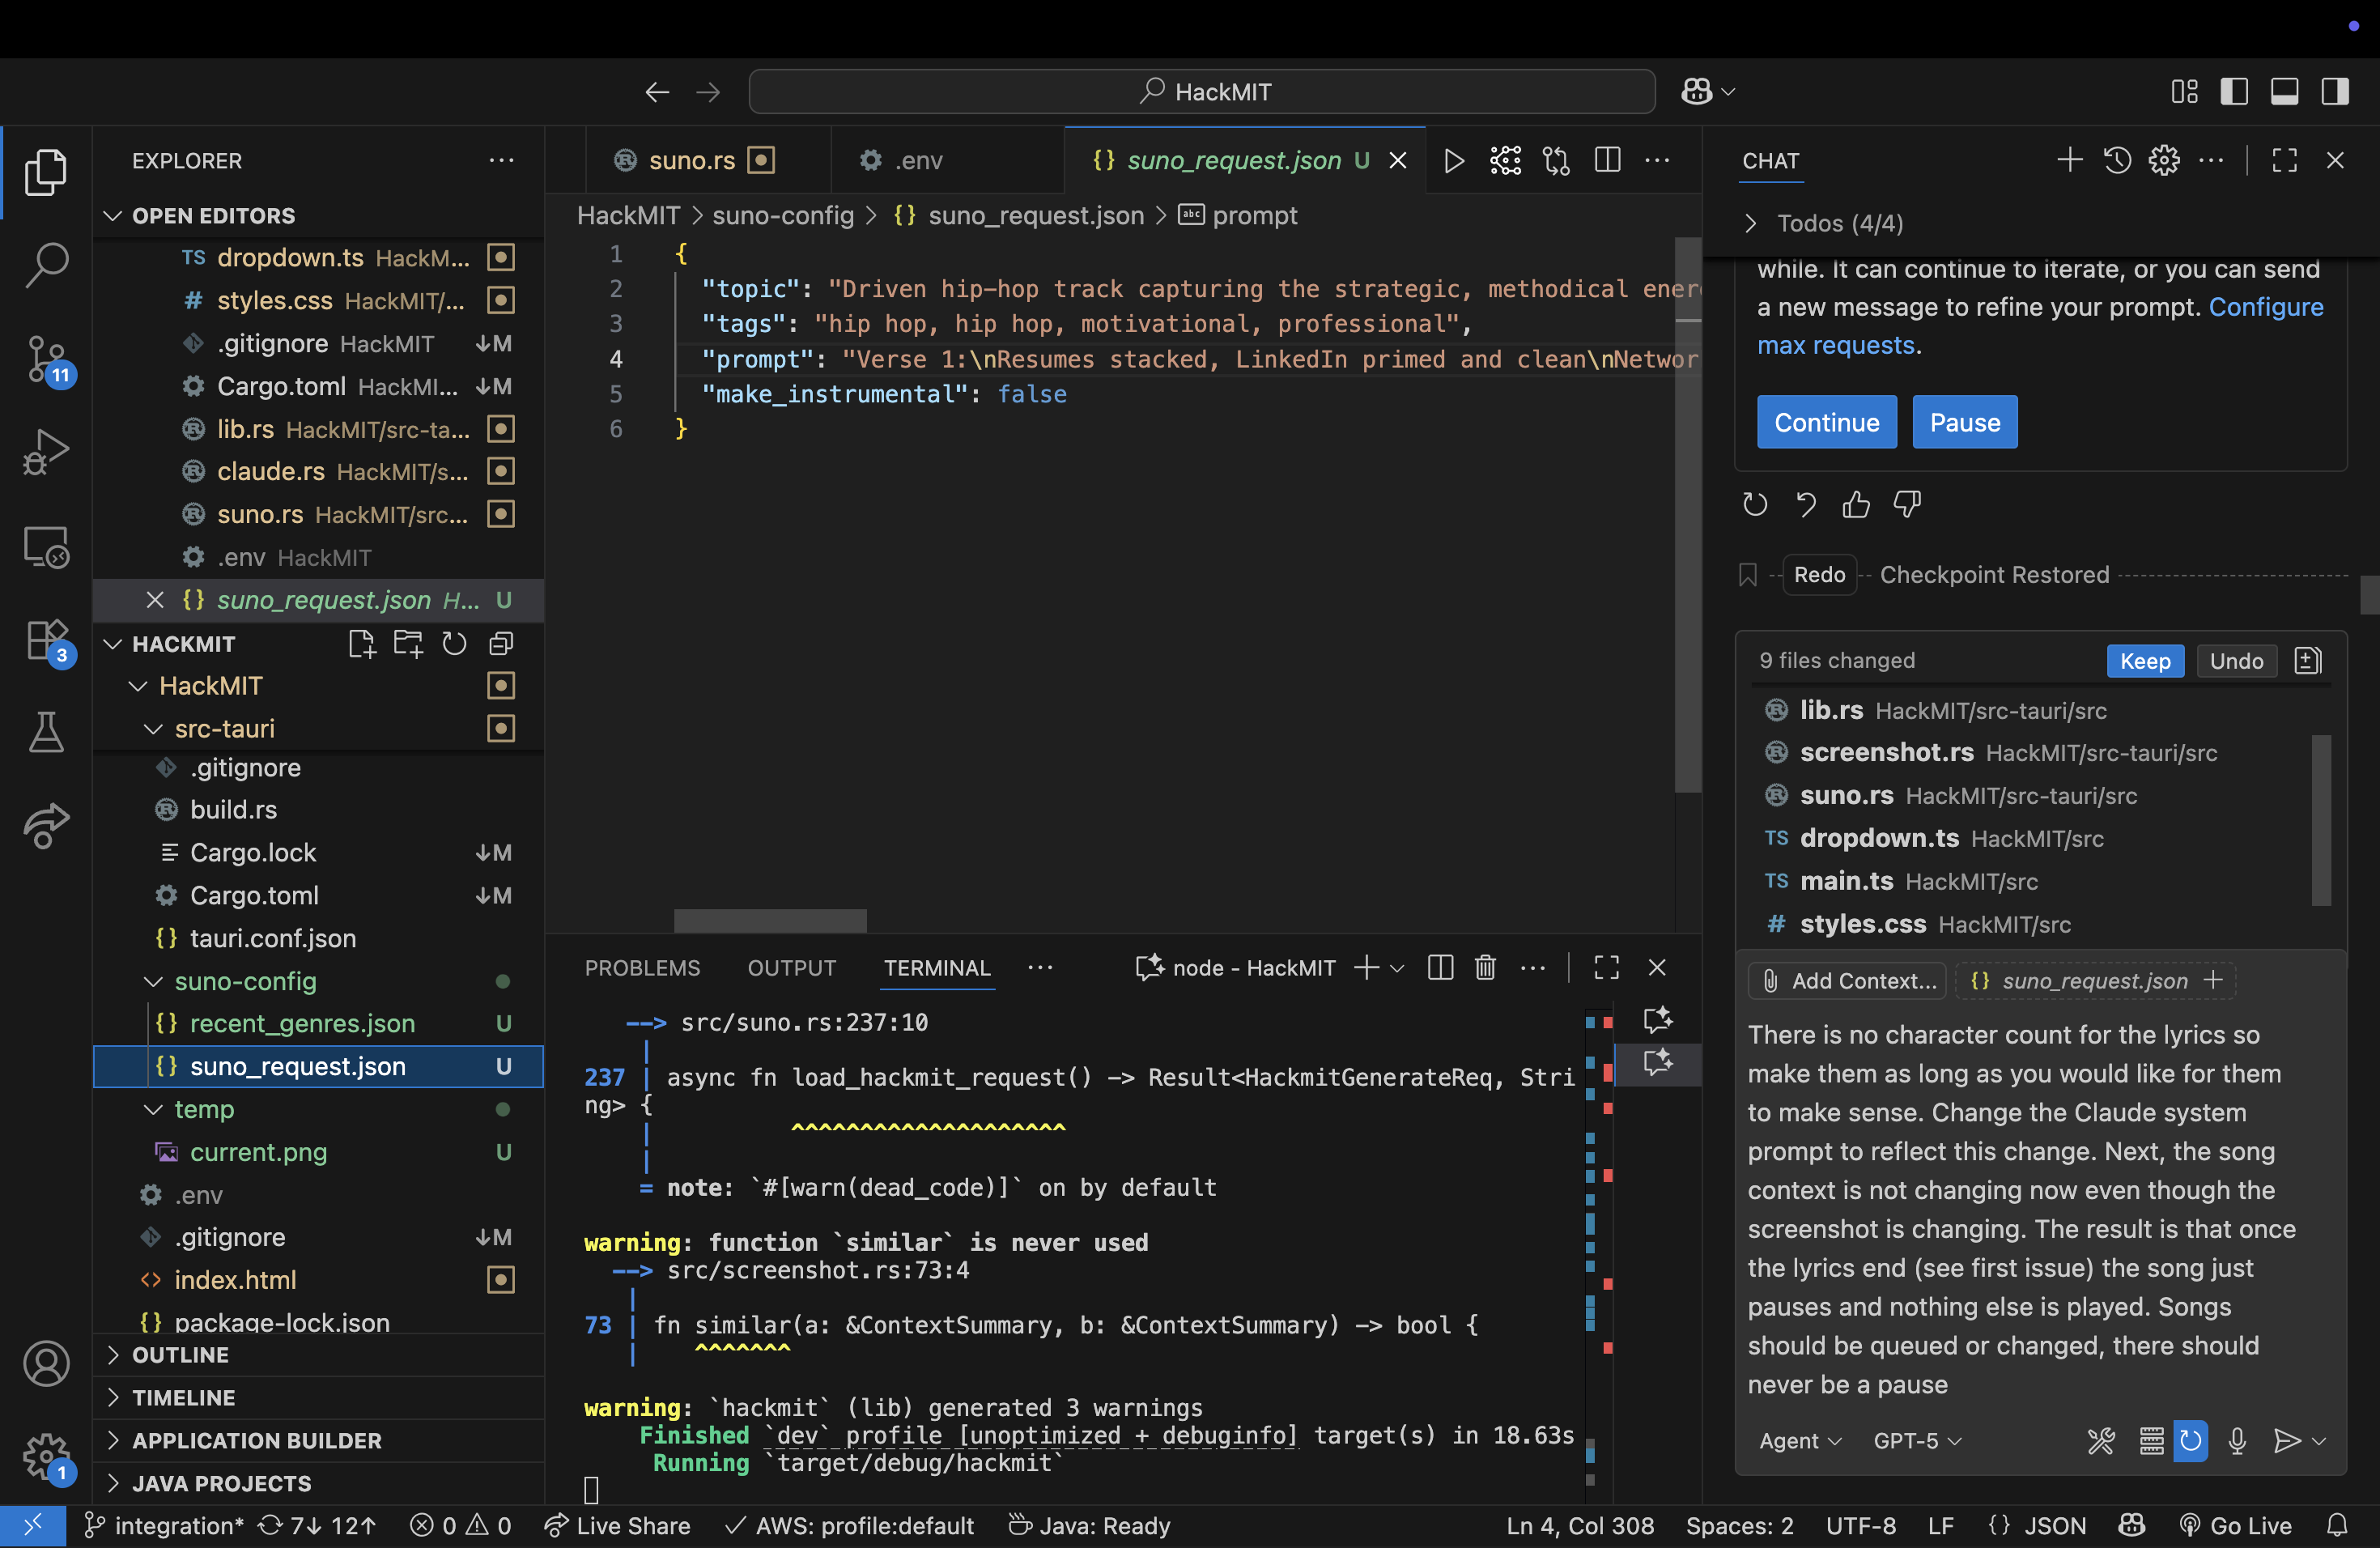 HackMIT
EXPLORER
OPEN EDITORS
TS dropdown.ts HackM...
# styles.css HackMIT/...
.gitignore HackMIT ↓M
Cargo.toml HackMI... ↓M
lib.rs HackMIT/src-ta...
claude.rs HackMIT/s...
suno.rs HackMIT/src...
.env HackMIT
{} suno_request.json H... U
HACKMIT
HackMIT
src-tauri
.gitignore
build.rs
Cargo.lock ↓M
Cargo.toml ↓M
{} tauri.conf.json
suno-config
{} recent_genres.json U
{} suno_request.json U
temp
current.png U
.env
.gitignore ↓M
<> index.html
{} package-lock.json
OUTLINE
TIMELINE
APPLICATION BUILDER
JAVA PROJECTS
11
3
1
suno.rs
.env
{} suno_request.json U
HackMIT > suno-config > {} suno_request.json > abc prompt
1 {
2 "topic": "Driven hip-hop track capturing the strategic, methodical ener
3 "tags": "hip hop, hip hop, motivational, professional",
4 "prompt": "Verse 1:\nResumes stacked, LinkedIn primed and clean\nNetwor
5 "make_instrumental": false
6 }
PROBLEMS OUTPUT TERMINAL ... node - HackMIT
--> src/suno.rs:237:10
|
237 | async fn load_hackmit_request() -> Result<HackmitGenerateReq, Stri
ng> {
| ^^^^^^^^^^^^^^^^^^^^
|
= note: `#[warn(dead_code)]` on by default
warning: function `similar` is never used
--> src/screenshot.rs:73:4
|
73 | fn similar(a: &ContextSummary, b: &ContextSummary) -> bool {
| ^^^^^^^
warning: `hackmit` (lib) generated 3 warnings
Finished `dev` profile [unoptimized + debuginfo] target(s) in 18.63s
Running `target/debug/hackmit`
CHAT
Todos (4/4)
while. It can continue to iterate, or you can send
a new message to refine your prompt. Configure
max requests.
Continue Pause
Redo Checkpoint Restored
9 files changed Keep Undo
lib.rs HackMIT/src-tauri/src
screenshot.rs HackMIT/src-tauri/src
suno.rs HackMIT/src-tauri/src
TS dropdown.ts HackMIT/src
TS main.ts HackMIT/src
# styles.css HackMIT/src
Add Context... {} suno_request.json +
There is no character count for the lyrics so
make them as long as you would like for them
to make sense. Change the Claude system
prompt to reflect this change. Next, the song
context is not changing now even though the
screenshot is changing. The result is that once
the lyrics end (see first issue) the song just
pauses and nothing else is played. Songs
should be queued or changed, there should
never be a pause
Agent GPT-5
integration* 7↓ 12↑ 0 0 Live Share AWS: profile:default Java: Ready Ln 4, Col 308 Spaces: 2 UTF-8 LF {} JSON Go Live